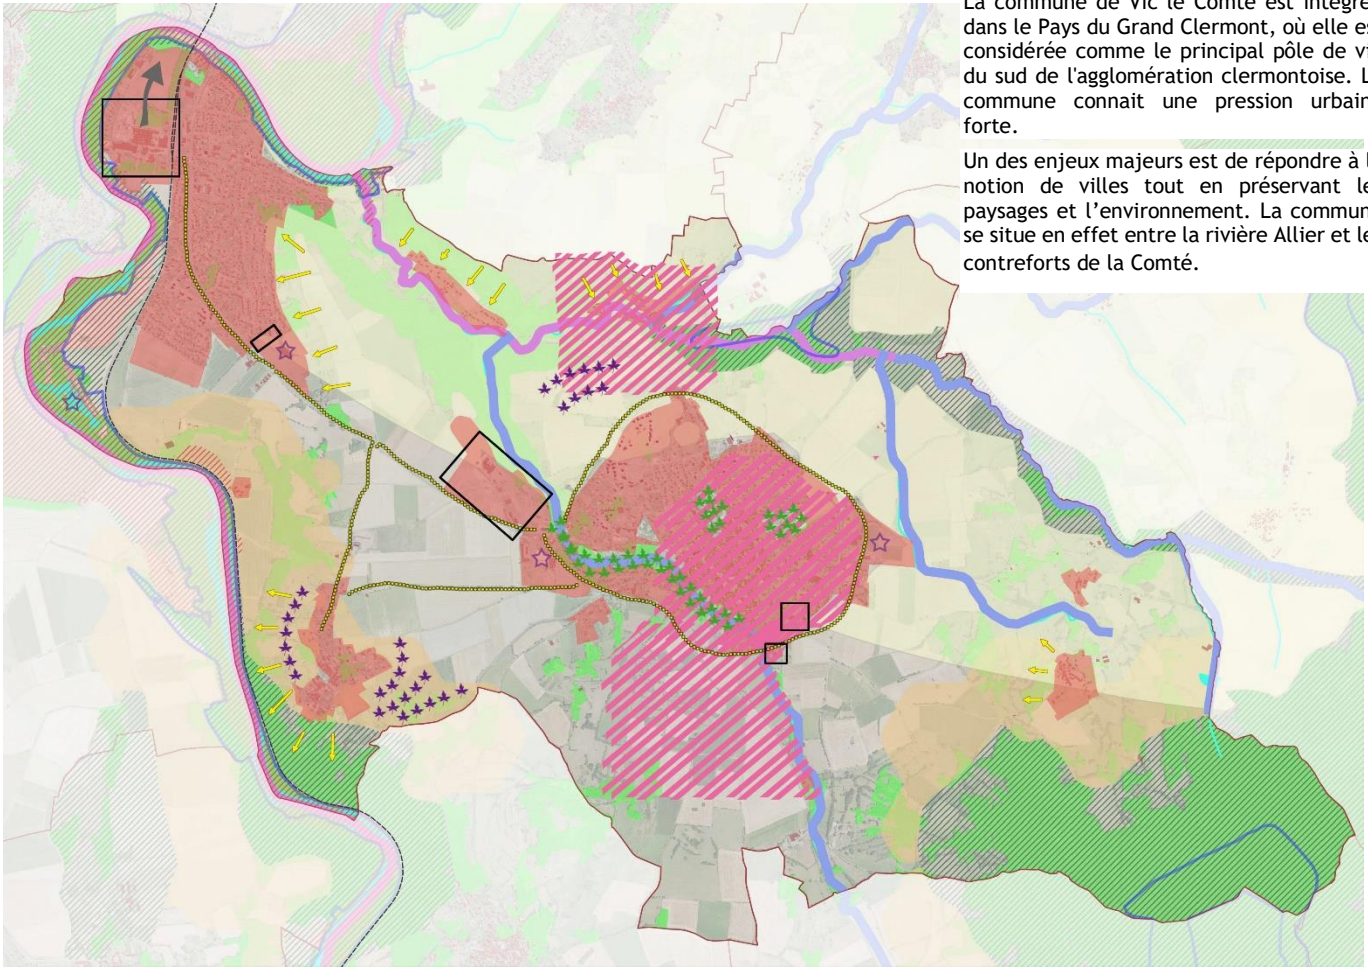 La commune de Vic le Comte est intégré
dans le Pays du Grand Clermont, où elle es
considérée comme le principal pôle de vi
du sud de l'agglomération clermontoise. L
commune connait une pression urbain
forte.
Un des enjeux majeurs est de répondre à l
notion de villes tout en préservant le
paysages et l’environnement. La commun
se situe en effet entre la rivière Allier et le
contreforts de la Comté.